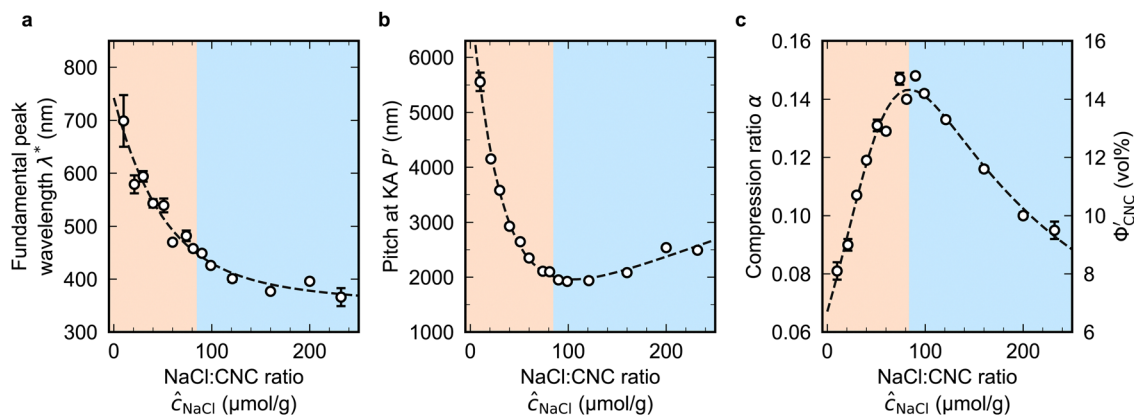 a
Fundamental peak
wavelength λ* (nm)
800
700
600
500
400
300
0
100
200
NaCl:CNC ratio
ĉNaCl (μmol/g)
b
Pitch at KA P′ (nm)
6000
5000
4000
3000
2000
1000
0
100
200
NaCl:CNC ratio
ĉNaCl (μmol/g)
c
Compression ratio α
0.16
0.14
0.12
0.10
0.08
0.06
0
100
200
NaCl:CNC ratio
ĉNaCl (μmol/g)
16
14
12
10
8
6
Φ′CNC (vol%)